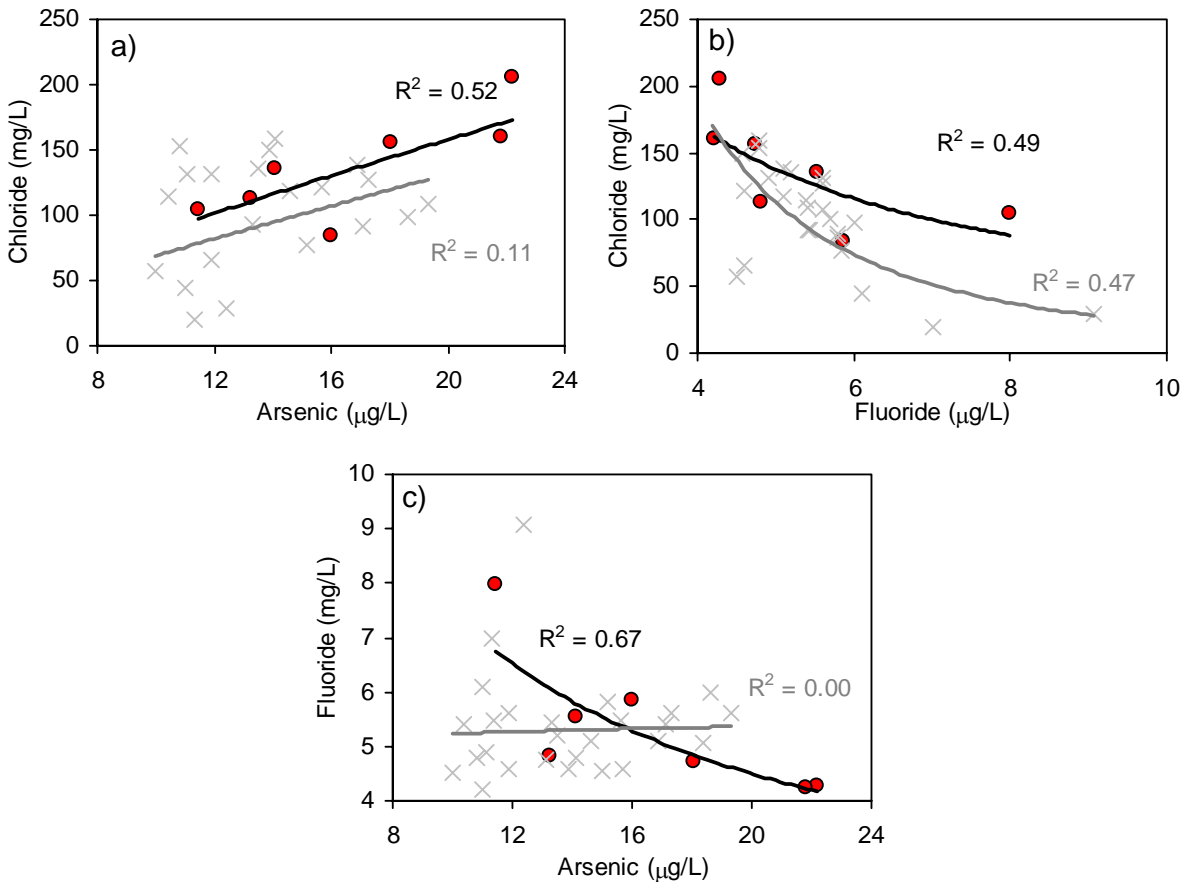 a)
R² = 0.52
R² = 0.11
Chloride (mg/L)
250
200
150
100
50
0
8 12 16 20 24
Arsenic (µg/L)
b)
R² = 0.49
R² = 0.47
Chloride (mg/L)
250
200
150
100
50
0
4 6 8 10
Fluoride (µg/L)
c)
R² = 0.67
R² = 0.00
Fluoride (mg/L)
10
9
8
7
6
5
4
8 12 16 20 24
Arsenic (µg/L)